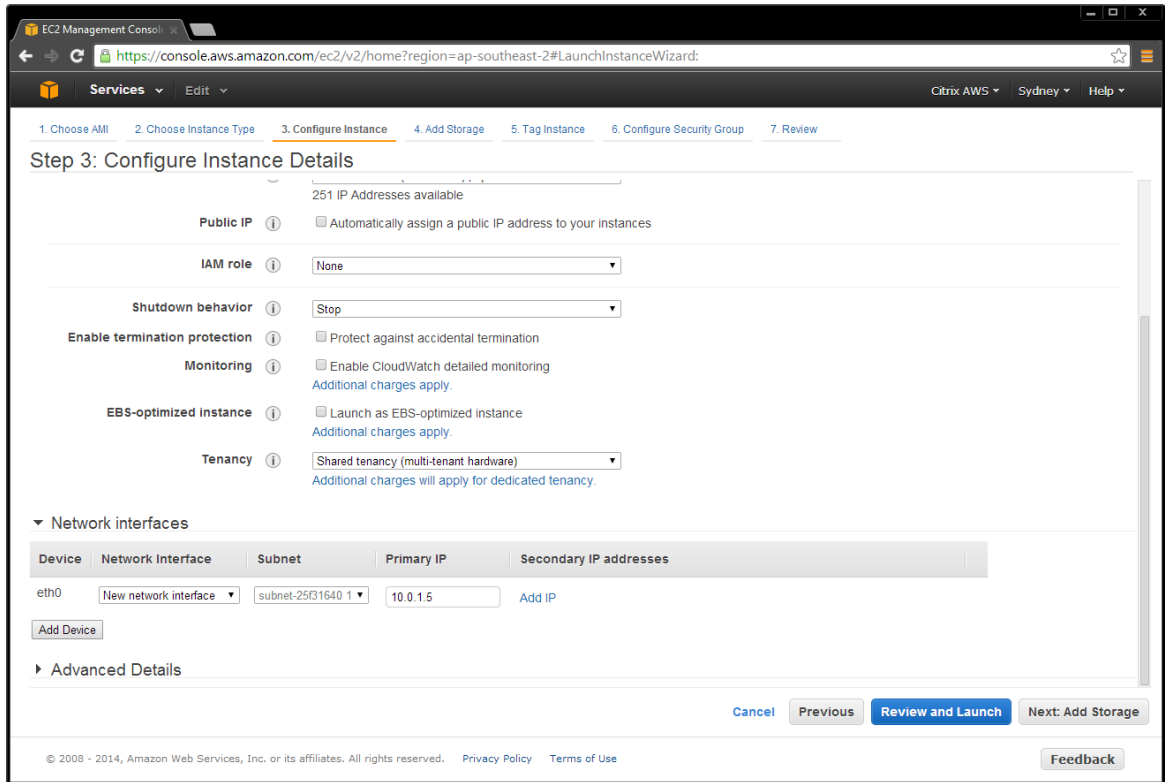 EC2 Management Consol
https://console.aws.amazon.com/ec2/v2/home?region=ap-southeast-2#LaunchInstanceWizard:
Services Edit Citrix AWS Sydney Help
1. Choose AMI 2. Choose Instance Type 3. Configure Instance 4. Add Storage 5. Tag Instance 6. Configure Security Group 7. Review
Step 3: Configure Instance Details
251 IP Addresses available
Public IP Automatically assign a public IP address to your instances
IAM role None
Shutdown behavior Stop
Enable termination protection Protect against accidental termination
Monitoring Enable CloudWatch detailed monitoring
Additional charges apply.
EBS-optimized instance Launch as EBS-optimized instance
Additional charges apply.
Tenancy Shared tenancy (multi-tenant hardware)
Additional charges will apply for dedicated tenancy.
Network interfaces
Device Network Interface Subnet Primary IP Secondary IP addresses
eth0 New network interface subnet-25f31640 1 10.0.1.5 Add IP
Add Device
Advanced Details
Cancel Previous Review and Launch Next: Add Storage
© 2008 - 2014, Amazon Web Services, Inc. or its affiliates. All rights reserved. Privacy Policy Terms of Use Feedback